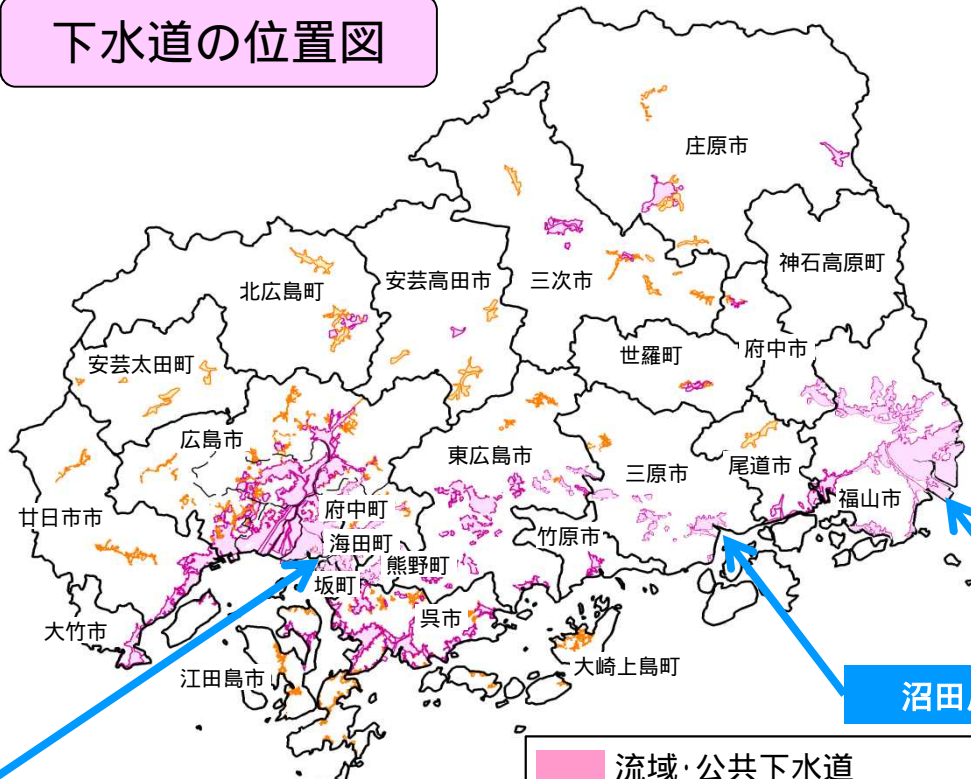 下水道の位置図
庄原市
神石高原町
北広島町
安芸高田市
三次市
安芸太田町
世羅町
府中市
広島市
東広島市
三原市
尾道市
福山市
廿日市市
府中町
海田町
熊野町
坂町
竹原市
呉市
大竹市
江田島市
大崎上島町
沼田
流域・公共下水道